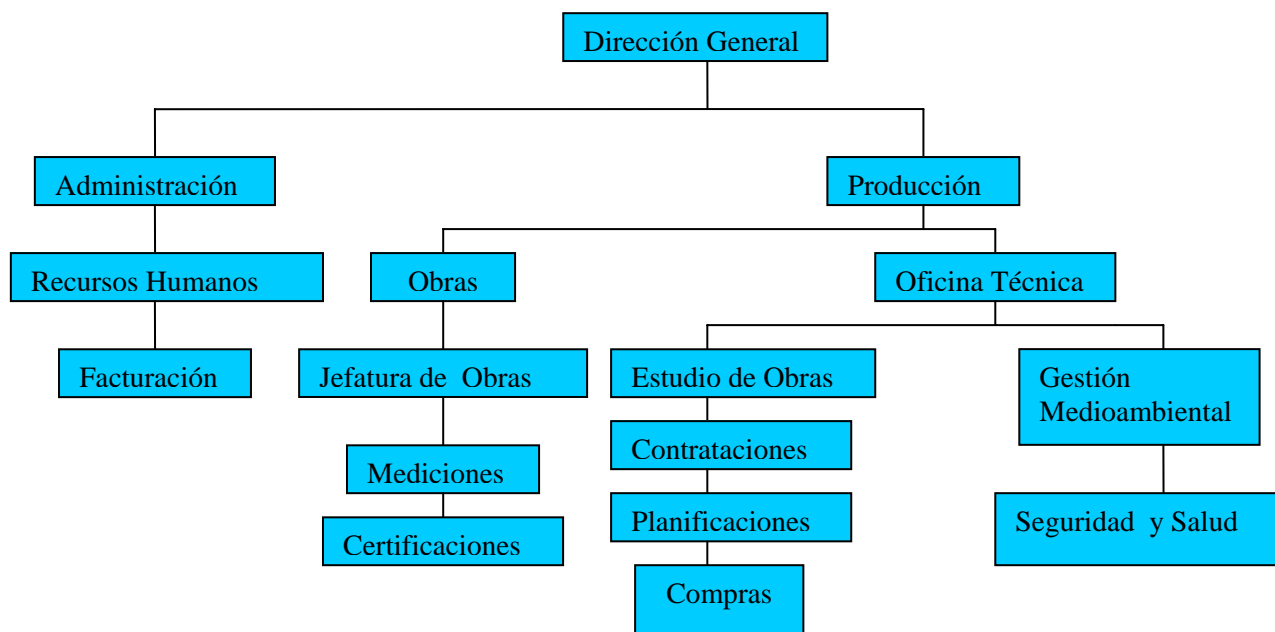 Dirección General
Administración
Producción
Recursos Humanos
Obras
Oficina Técnica
Facturación
Jefatura de Obras
Estudio de Obras
Gestión
Medioambiental
Contrataciones
Mediciones
Planificaciones
Seguridad y Salud
Certificaciones
Compras